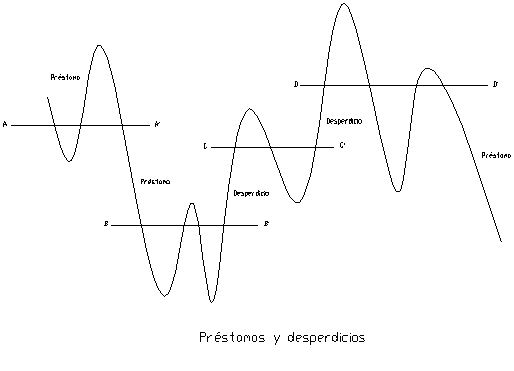 D D'
Préstamo
Desperdicio
A A'
C C'
Préstamo
Préstamo
Desperdicio
B B'
Préstamos y desperdicios